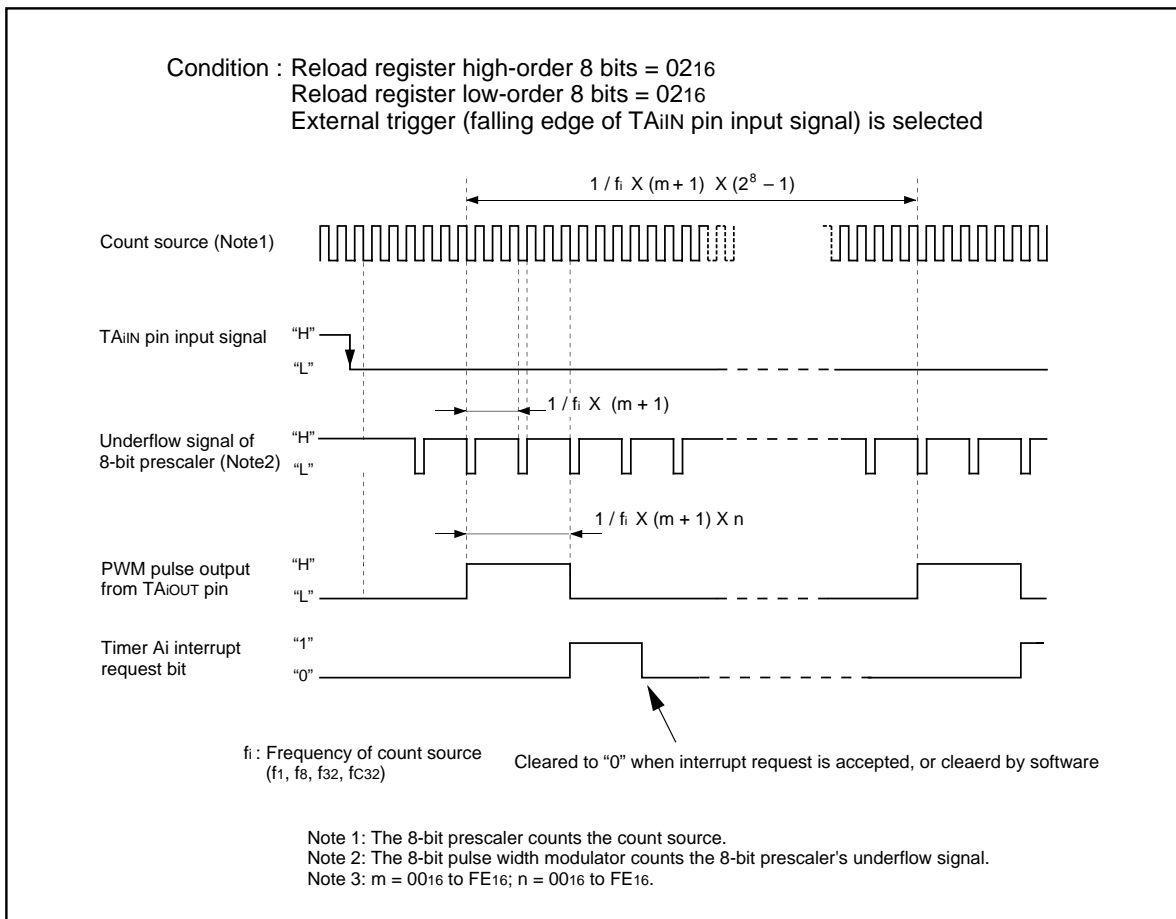 Condition : Reload register high-order 8 bits = 0216
Reload register low-order 8 bits = 0216
External trigger (falling edge of TAiIN pin input signal) is selected
1 / fi X (m + 1) X (2⁸ – 1)
Count source (Note1)
TAiIN pin input signal
“H”
“L”
1 / fi X (m + 1)
Underflow signal of
8-bit prescaler (Note2)
“H”
“L”
1 / fi X (m + 1) X n
PWM pulse output
from TAiOUT pin
“H”
“L”
Timer Ai interrupt
request bit
“1”
“0”
fi : Frequency of count source
(f1, f8, f32, fC32)
Cleared to “0” when interrupt request is accepted, or cleaerd by software
Note 1: The 8-bit prescaler counts the count source.
Note 2: The 8-bit pulse width modulator counts the 8-bit prescaler's underflow signal.
Note 3: m = 0016 to FE16; n = 0016 to FE16.